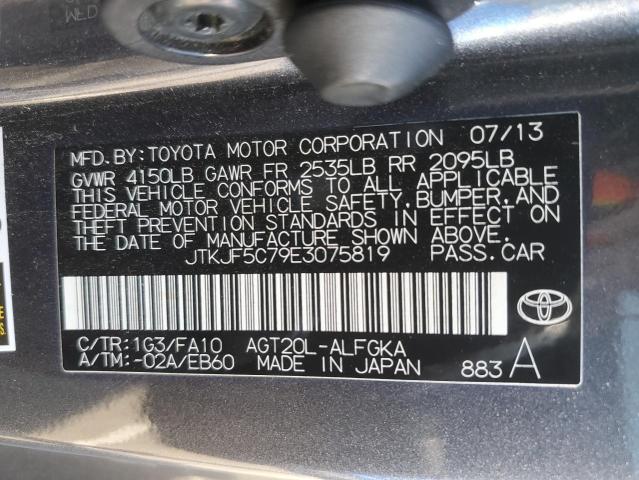 MFD. BY: TOYOTA MOTOR CORPORATION 07/13
GVWR 4150LB GAWR FR 2535LB RR 2095LB
THIS VEHICLE CONFORMS TO ALL APPLICABLE
FEDERAL MOTOR VEHICLE SAFETY, BUMPER, AND
THEFT PREVENTION STANDARDS IN EFFECT ON
THE DATE OF MANUFACTURE SHOWN ABOVE.
JTKJF5C79E3075819 PASS.CAR
C/TR:1G3/FA10 AGT20L-ALFGKA
A/TM:-02A/EB60 MADE IN JAPAN 883 A